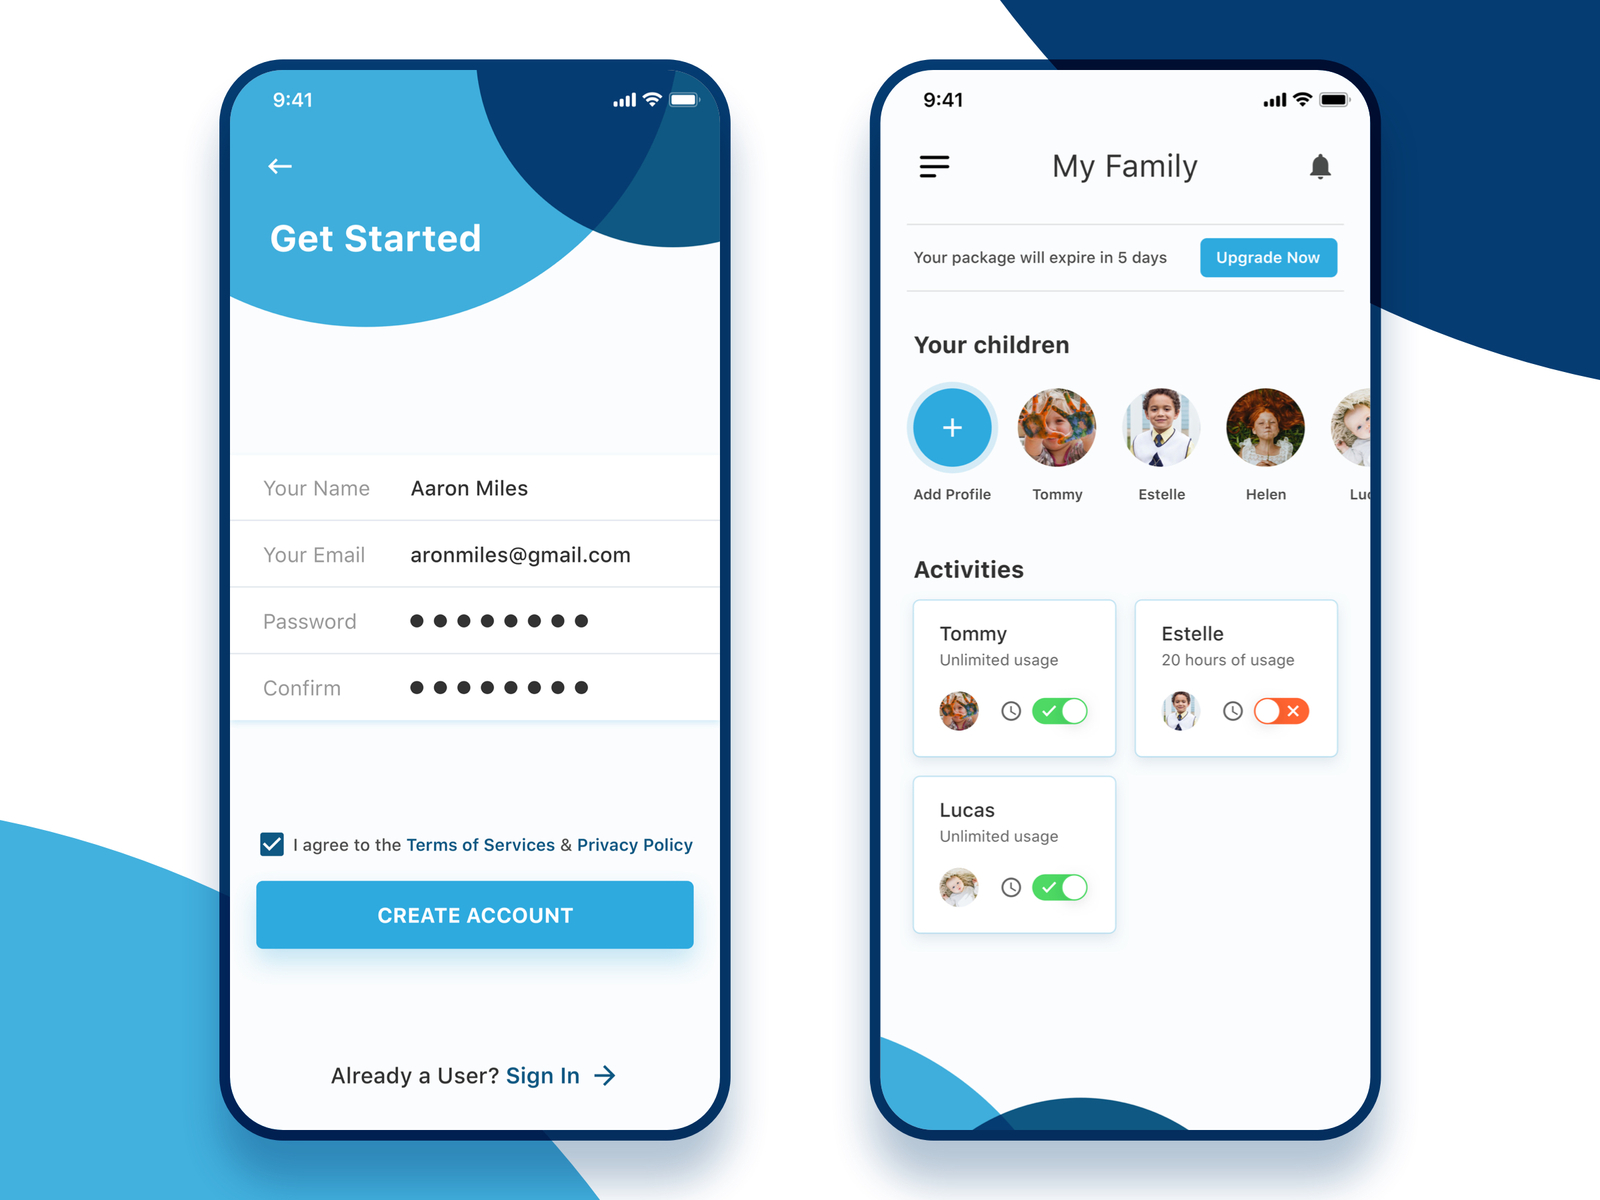 9:41
Get Started
Your Name Aaron Miles
Your Email aronmiles@gmail.com
Password
Confirm
I agree to the Terms of Services & Privacy Policy
CREATE ACCOUNT
Already a User? Sign In
9:41
My Family
Your package will expire in 5 days Upgrade Now
Your children
Add Profile Tommy Estelle Helen Luc
Activities
Tommy
Unlimited usage
Estelle
20 hours of usage
Lucas
Unlimited usage